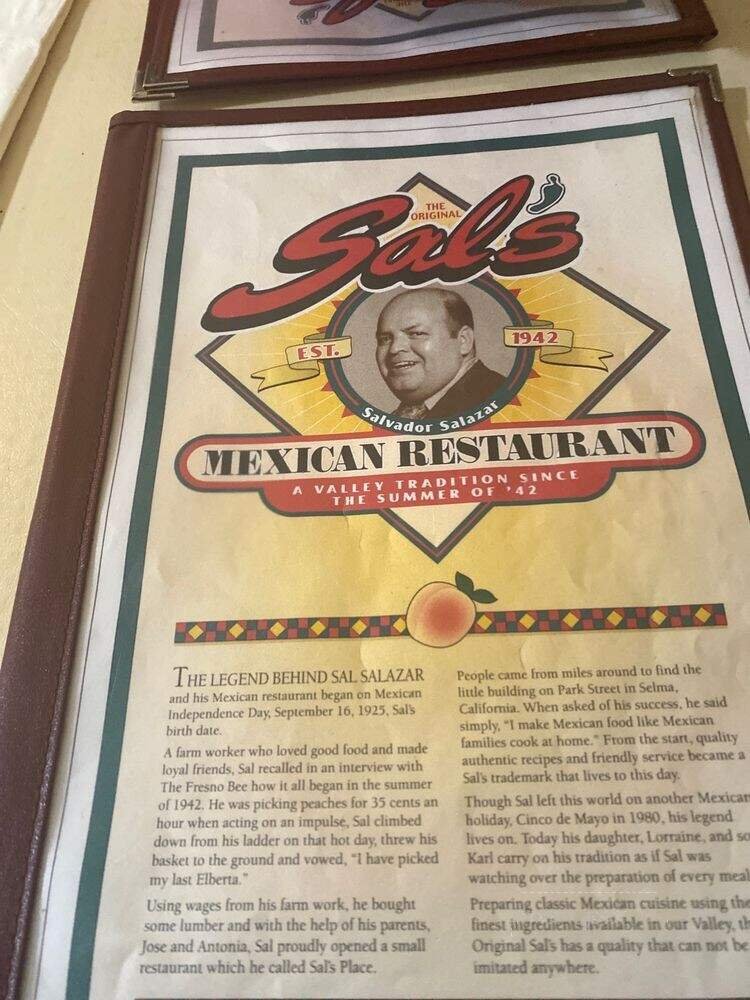 THE
ORIGINAL
Sal's
EST.
1942
Salvador Salazar
MEXICAN RESTAURANT
A VALLEY TRADITION SINCE
THE SUMMER OF '42
THE LEGEND BEHIND SAL SALAZAR
and his Mexican restaurant began on Mexican
Independence Day, September 16, 1925, Sal's
birth date.
A farm worker who loved good food and made
loyal friends, Sal recalled in an interview with
The Fresno Bee how it all began in the summer
of 1942. He was picking peaches for 35 cents an
hour when acting on an impulse, Sal climbed
down from his ladder on that hot day, threw his
basket to the ground and vowed, "I have picked
my last Elberta."
Using wages from his farm work, he bought
some lumber and with the help of his parents,
Jose and Antonia, Sal proudly opened a small
restaurant which he called Sal's Place.
People came from miles around to find the
little building on Park Street in Selma,
California. When asked of his success, he said
simply, "I make Mexican food like Mexican
families cook at home." From the start, quality
authentic recipes and friendly service became a
Sal's trademark that lives to this day.
Though Sal left this world on another Mexican
holiday, Cinco de Mayo in 1980, his legend
lives on. Today his daughter, Lorraine, and so
Karl carry on his tradition as if Sal was
watching over the preparation of every meal
Preparing classic Mexican cuisine using the
finest ingredients available in our Valley, th
Original Sal's has a quality that can not be
imitated anywhere.